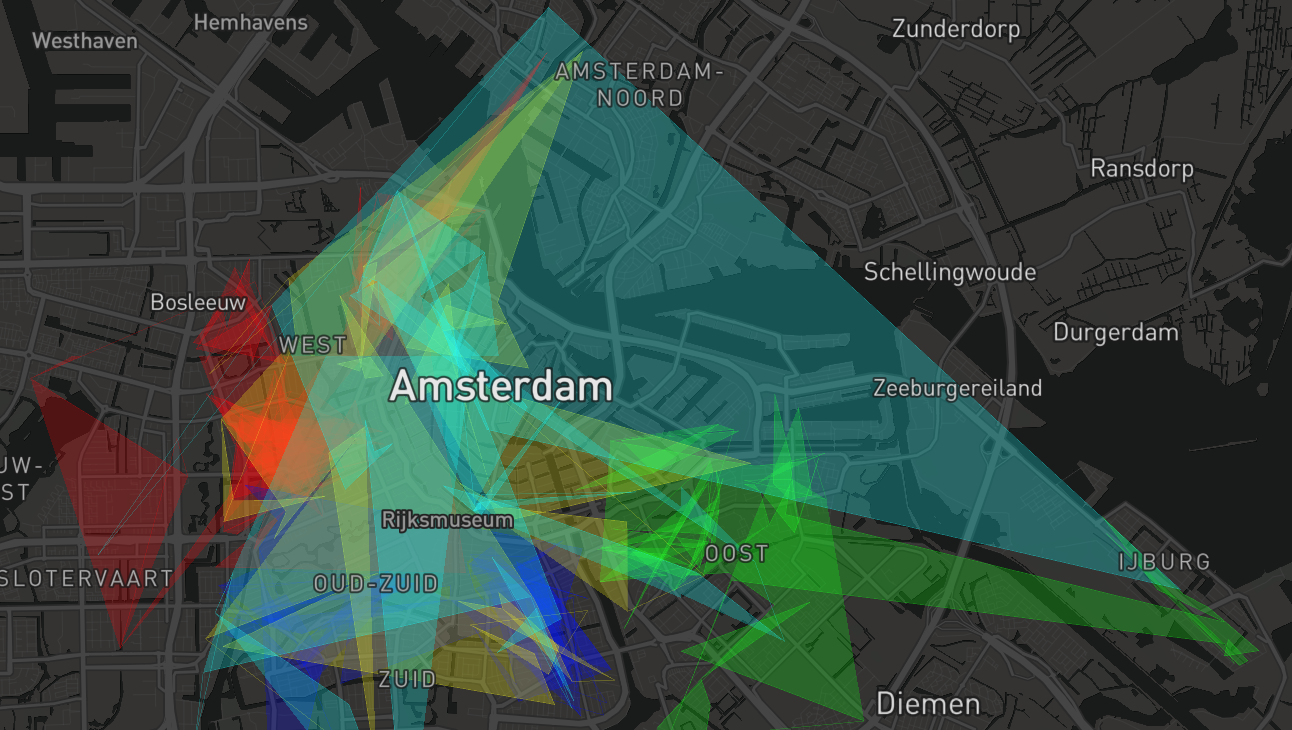 Hemhavens
Zunderdorp
Westhaven
AMSTERDAM-
NOORD
Ransdorp
Schellingwoude
Bosleeuw
Durgerdam
WEST
Amsterdam
Zeeburgereiland
UW-
ST
Rijksmuseum
OOST
IJBURG
SLOTERVAART
OUD-ZUID
ZUID
Diemen